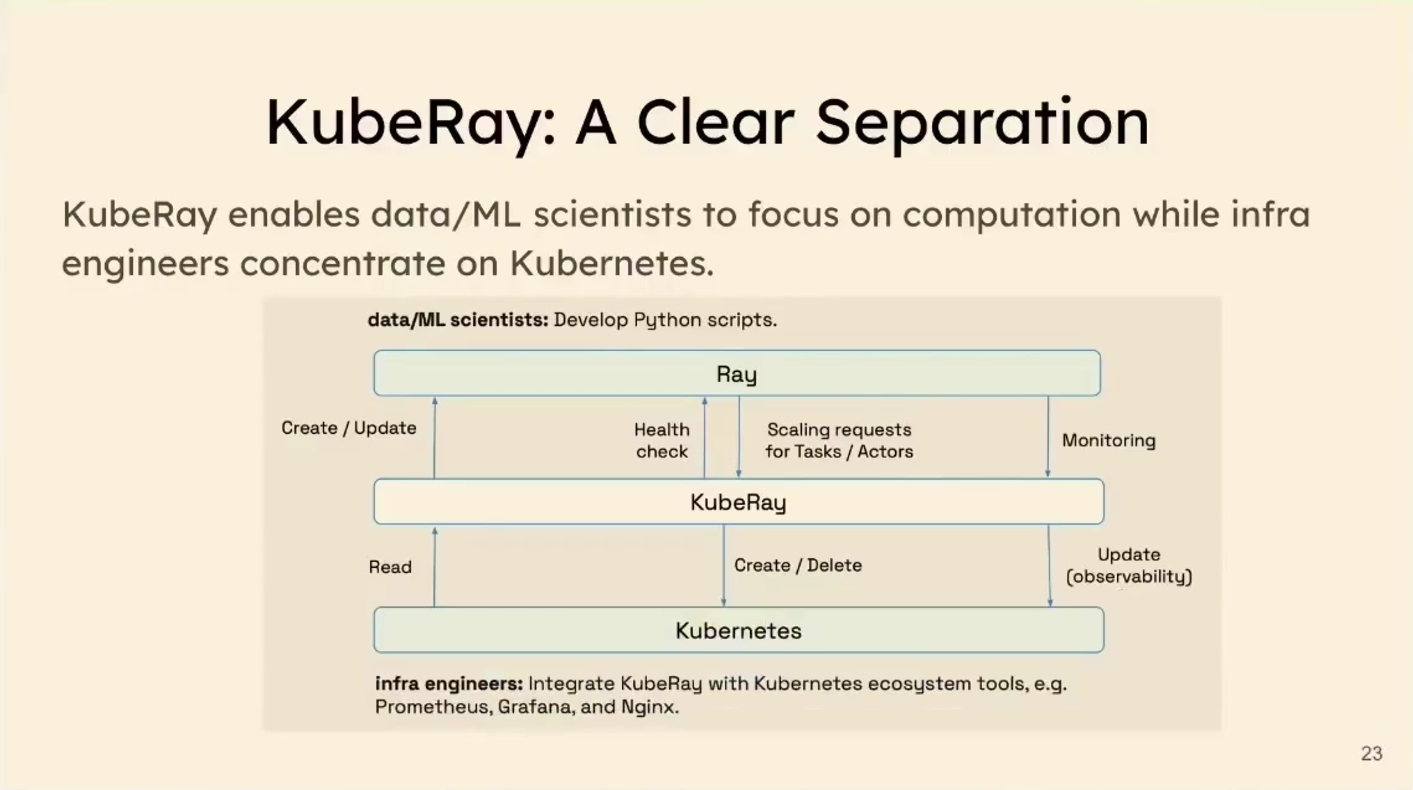 KubeRay: A Clear Separation
KubeRay enables data/ML scientists to focus on computation while infra
engineers concentrate on Kubernetes.
data/ML scientists: Develop Python scripts.
Ray
Create / Update
Health
check
Scaling requests
for Tasks / Actors
Monitoring
KubeRay
Read
Create / Delete
Update
(observability)
Kubernetes
infra engineers: Integrate KubeRay with Kubernetes ecosystem tools, e.g.
Prometheus, Grafana, and Nginx.
23